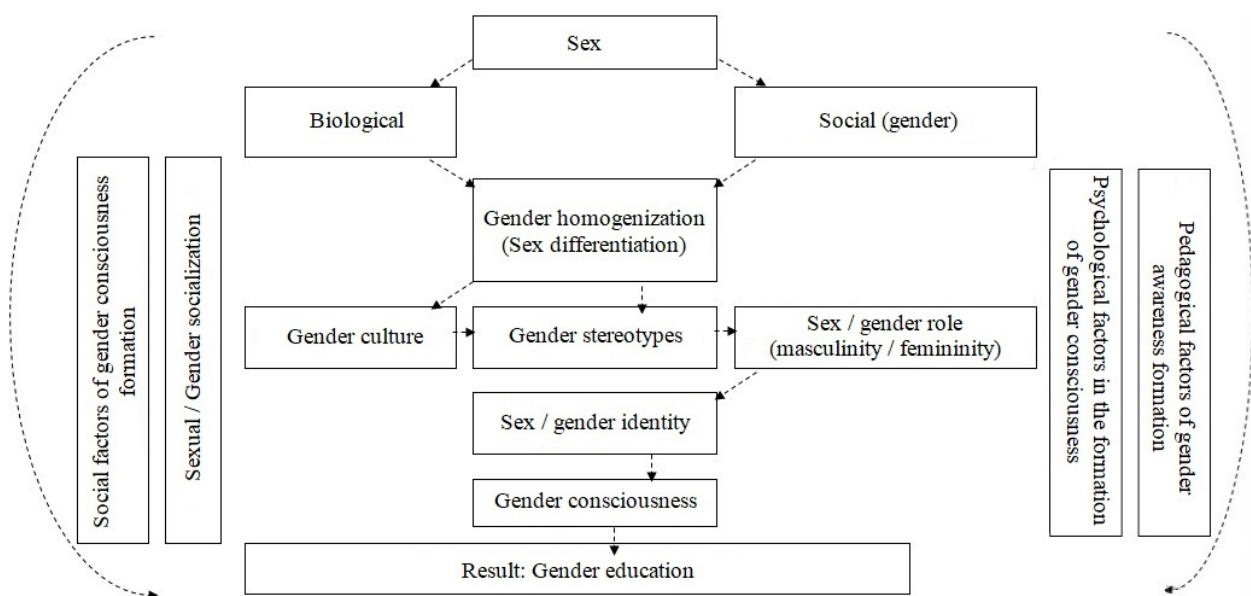 Sex
Biological
Social (gender)
Gender homogenization
(Sex differentiation)
Gender culture
Gender stereotypes
Sex / gender role
(masculinity / femininity)
Sex / gender identity
Gender consciousness
Result: Gender education
Social factors of gender consciousness
formation
Sexual / Gender socialization
Psychological factors in the formation
of gender consciousness
Pedagogical factors of gender
awareness formation